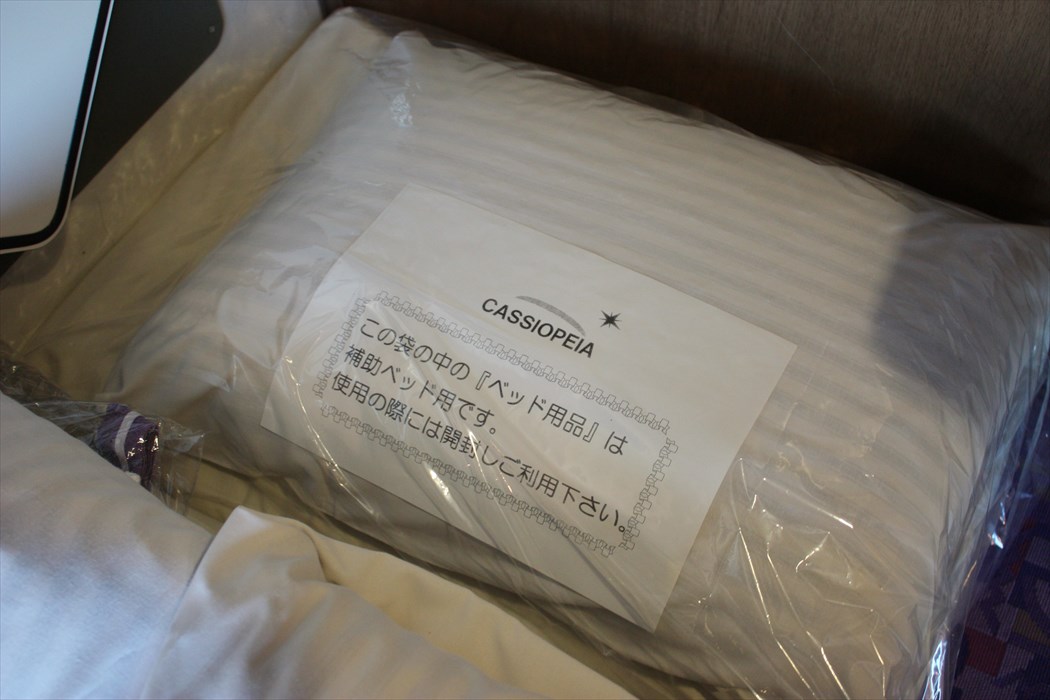 CASSIOPEIA
この袋の中の『ベッド用品』は
補助ベッド用です。
使用の際には開封しご利用下さい。